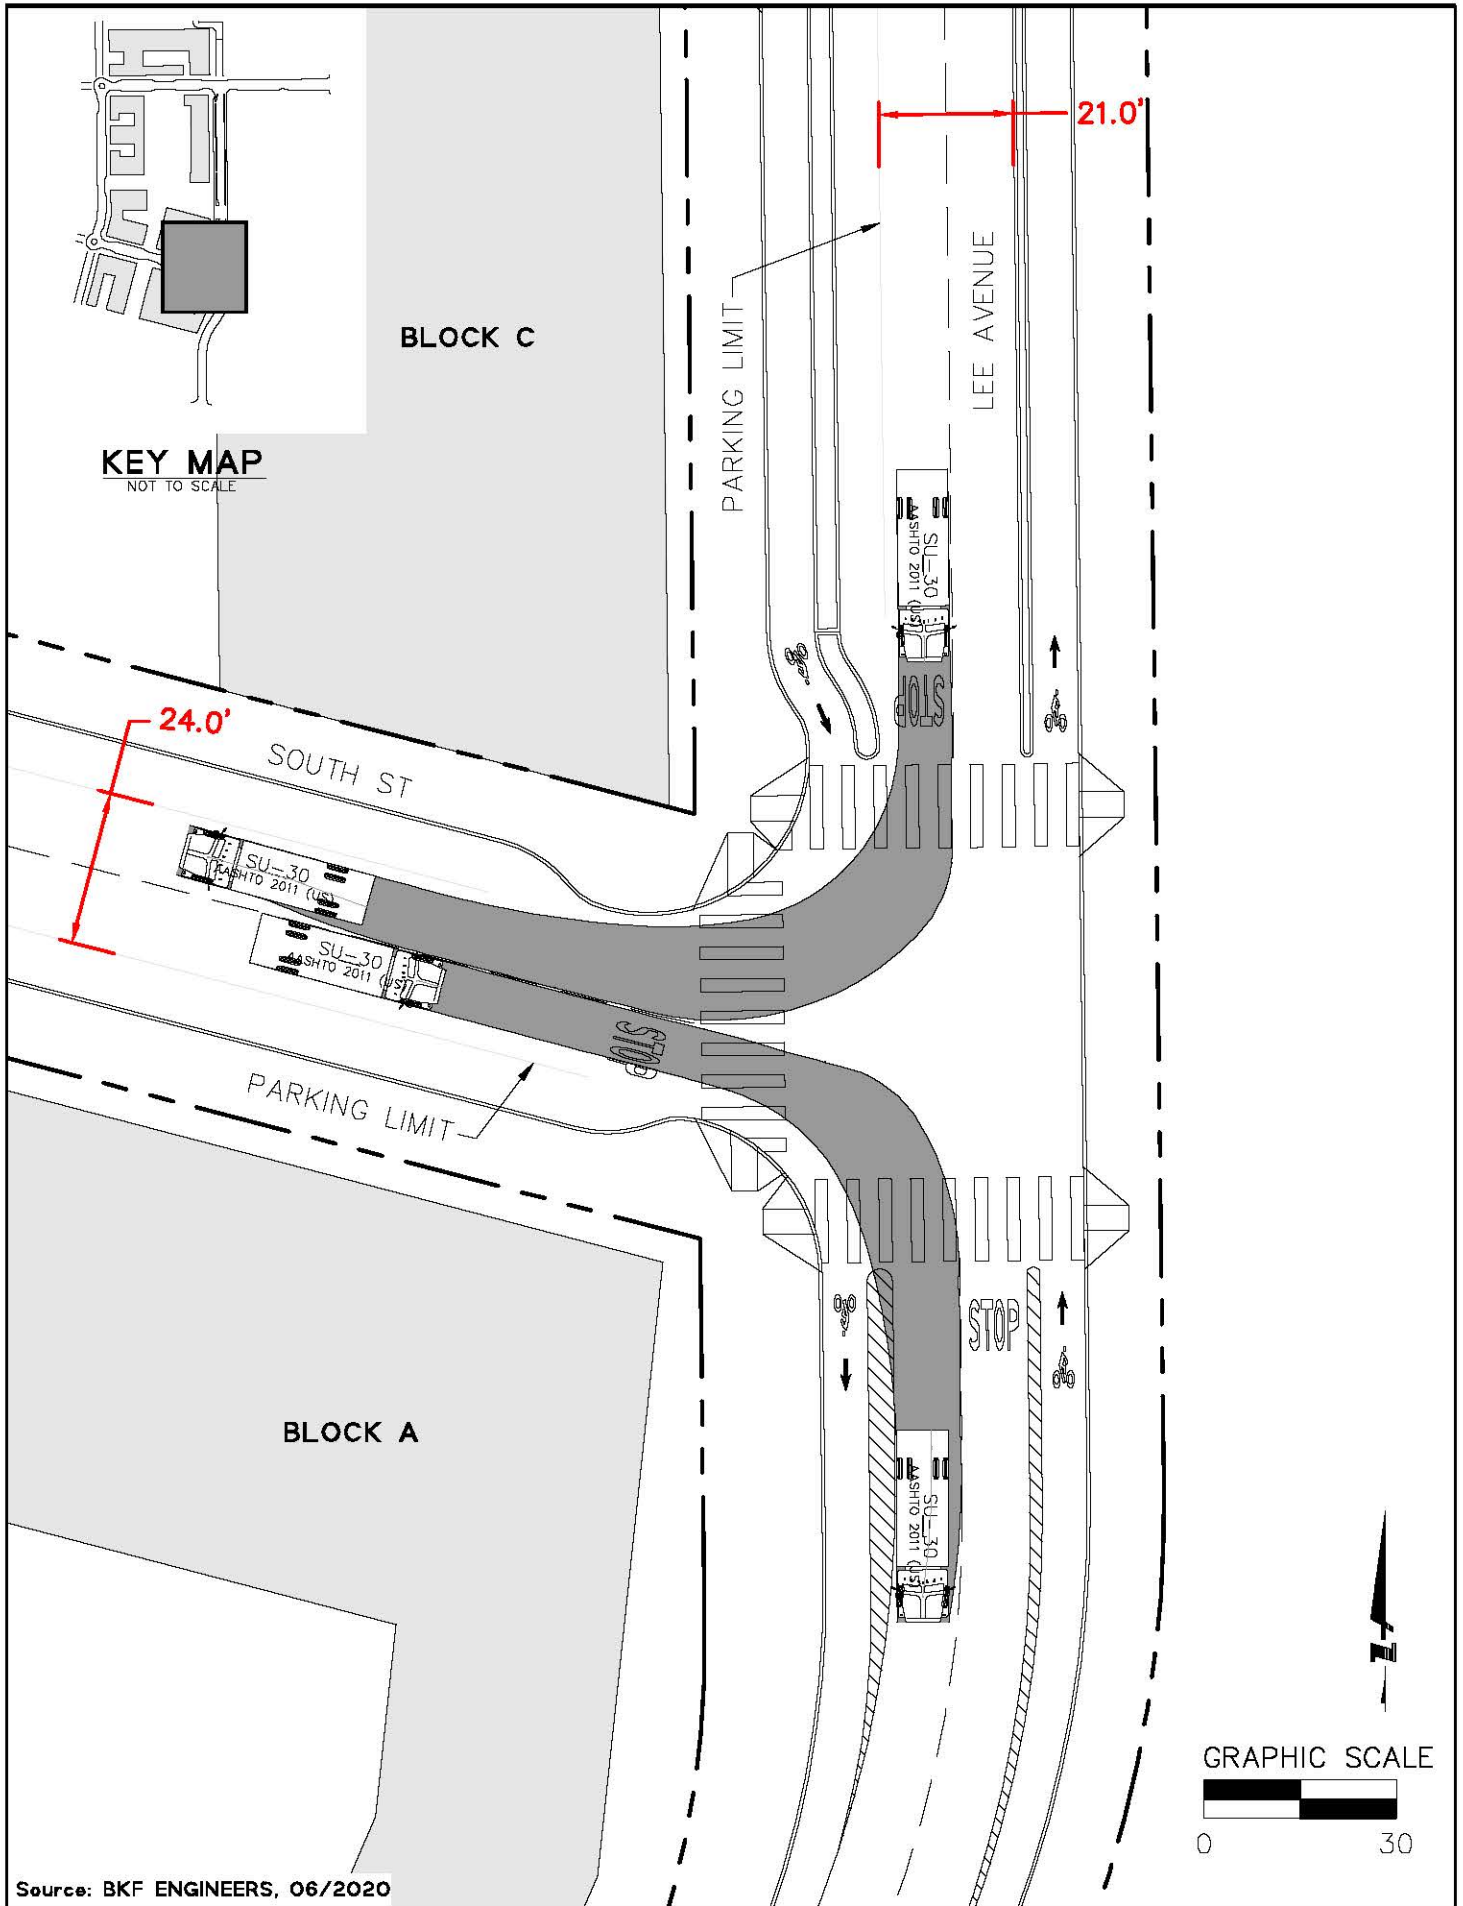 21.0'
LEE AVENUE
PARKING LIMIT
BLOCK C
KEY MAP
NOT TO SCALE
SU-30
AASHTO 2011 (US)
STOP
24.0'
SOUTH ST
SU-30
AASHTO 2011 (US)
SU-30
AASHTO 2011 (US)
STOP
PARKING LIMIT
STOP
BLOCK A
SU-30
AASHTO 2011 (US)
GRAPHIC SCALE
0 30
Source: BKF ENGINEERS, 06/2020